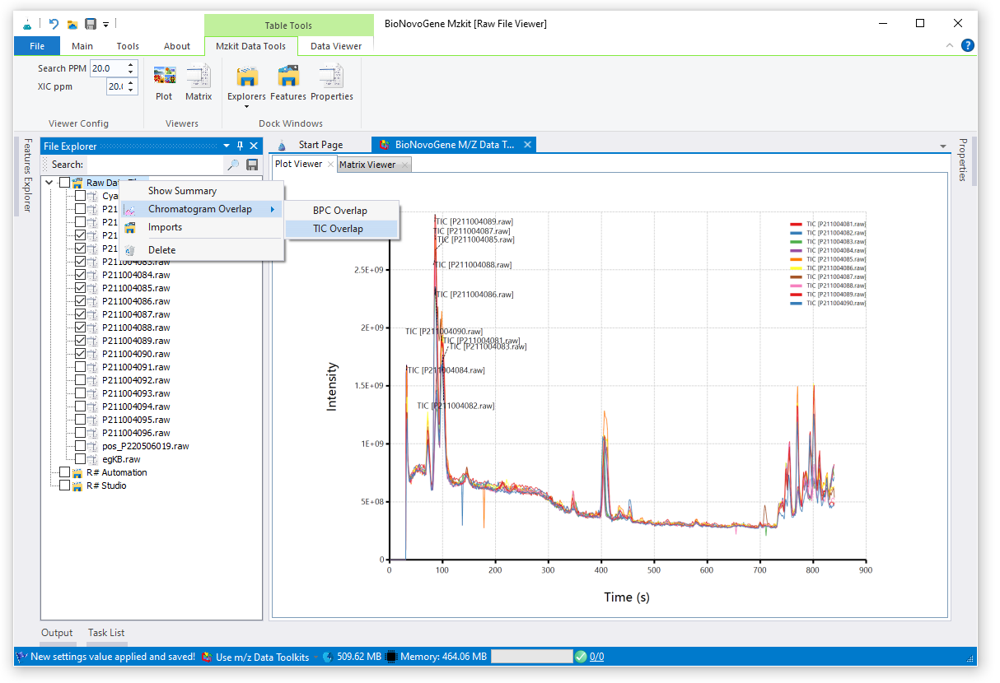 Table Tools
BioNovoGene Mzkit [Raw File Viewer]
File Main Tools About Mzkit Data Tools Data Viewer
Search PPM 20.0
XIC ppm 20.
Plot Matrix Explorers Features Properties
Viewer Config Viewers Dock Windows
Features Explorer
File Explorer
Search:
Raw Da
Cya
P21
P21
P21
P21
P211004083.raw
P211004084.raw
P211004085.raw
P211004086.raw
P211004087.raw
P211004088.raw
P211004089.raw
P211004090.raw
P211004091.raw
P211004092.raw
P211004093.raw
P211004094.raw
P211004095.raw
P211004096.raw
pos_P220506019.raw
egKB.raw
R# Automation
R# Studio
Show Summary
Chromatogram Overlap
Imports
Delete
BPC Overlap
TIC Overlap
Start Page BioNovoGene M/Z Data T...
Plot Viewer Matrix Viewer
Properties
TIC [P211004089.raw]
TIC [P211004087.raw]
TIC [P211004085.raw]
TIC [P211004088.raw]
TIC [P211004086.raw]
TIC [P211004090.raw]
TIC [P211004081.raw]
TIC [P211004083.raw]
TIC [P211004084.raw]
TIC [P211004082.raw]
TIC [P211004081.raw]
TIC [P211004082.raw]
TIC [P211004083.raw]
TIC [P211004084.raw]
TIC [P211004085.raw]
TIC [P211004086.raw]
TIC [P211004087.raw]
TIC [P211004088.raw]
TIC [P211004089.raw]
TIC [P211004090.raw]
2.5E+09
2E+09
1.5E+09
1E+09
5E+08
0
Intensity
0 100 200 300 400 500 600 700 800 900
Time (s)
Output Task List
New settings value applied and saved! Use m/z Data Toolkits 509.62 MB Memory: 464.06 MB 0/0